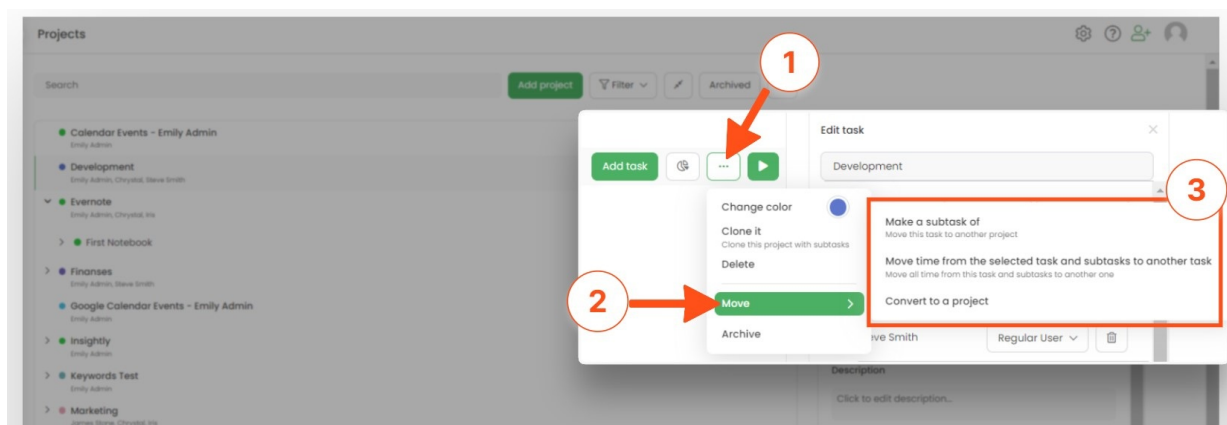 Projects
Search
Add project
Filter
Archived
1
Calendar Events - Emily Admin
Emily Admin
Development
Emily Admin, Chrystal, Steve Smith
Evernote
Emily Admin, Chrystal, Iris
First Notebook
Finanses
Emily Admin, Steve Smith
Google Calendar Events - Emily Admin
Emily Admin
Insightly
Emily Admin
Keywords Test
Emily Admin
Marketing
James Stone, Chrystal, Iris
Add task
...
Edit task
Development
Change color
Clone it
Clone this project with subtasks
Delete
2
Move
Archive
3
Make a subtask of
Move this task to another project
Move time from the selected task and subtasks to another task
Move all time from this task and subtasks to another one
Convert to a project
eve Smith
Regular User
Description
Click to edit description...